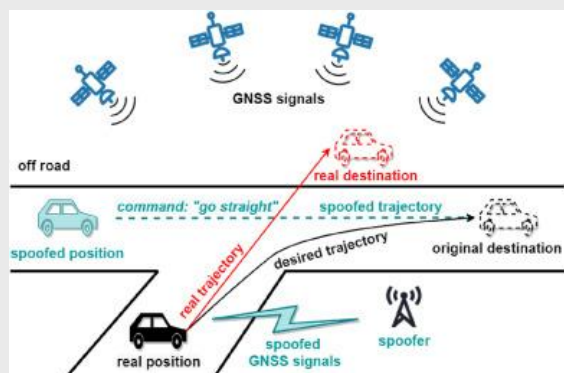 GNSS signals
off road
real destination
command: "go straight"
spoofed trajectory
spoofed position
original destination
desired trajectory
real trajectory
real position
spoofed
GNSS signals
spoofer